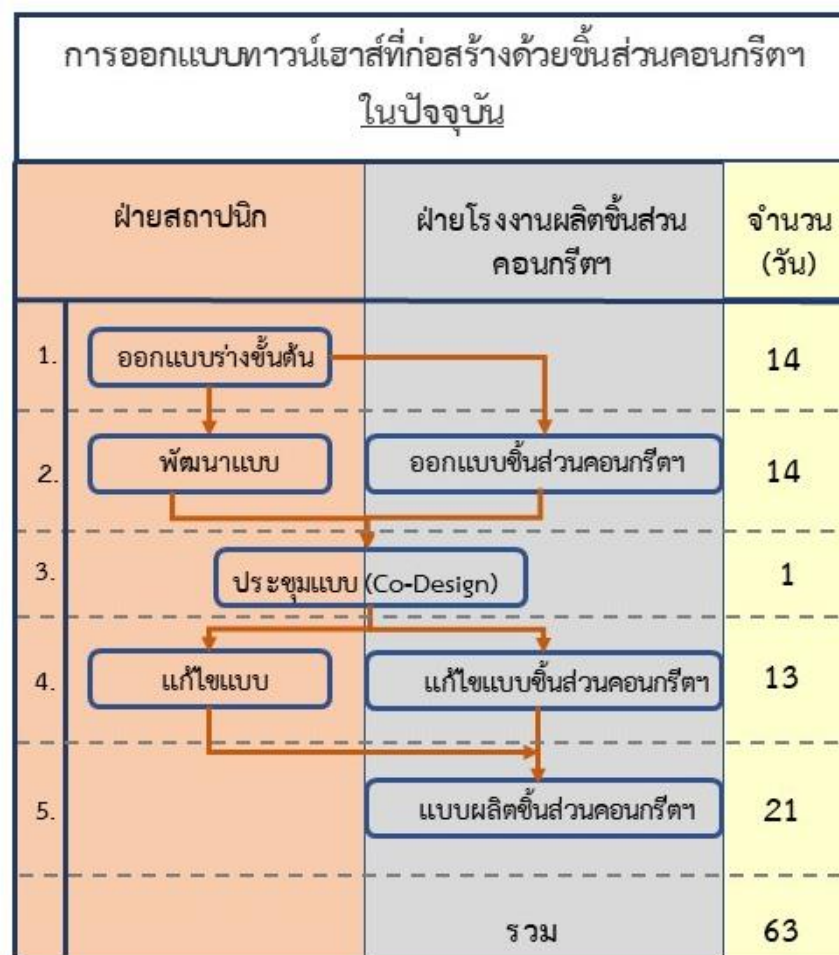 การออกแบบทาวน์เฮาส์ที่ก่อสร้างด้วยชิ้นส่วนคอนกรีตฯ
ในปัจจุบัน
ฝ่ายสถาปนิก
ฝ่ายโรงงานผลิตชิ้นส่วน
คอนกรีตฯ
จำนวน
(วัน)
1. ออกแบบร่างขั้นต้น 14
2. พัฒนาแบบ ออกแบบชิ้นส่วนคอนกรีตฯ 14
3. ประชุมแบบ (Co-Design) 1
4. แก้ไขแบบ แก้ไขแบบชิ้นส่วนคอนกรีตฯ 13
5. แบบผลิตชิ้นส่วนคอนกรีตฯ 21
รวม 63